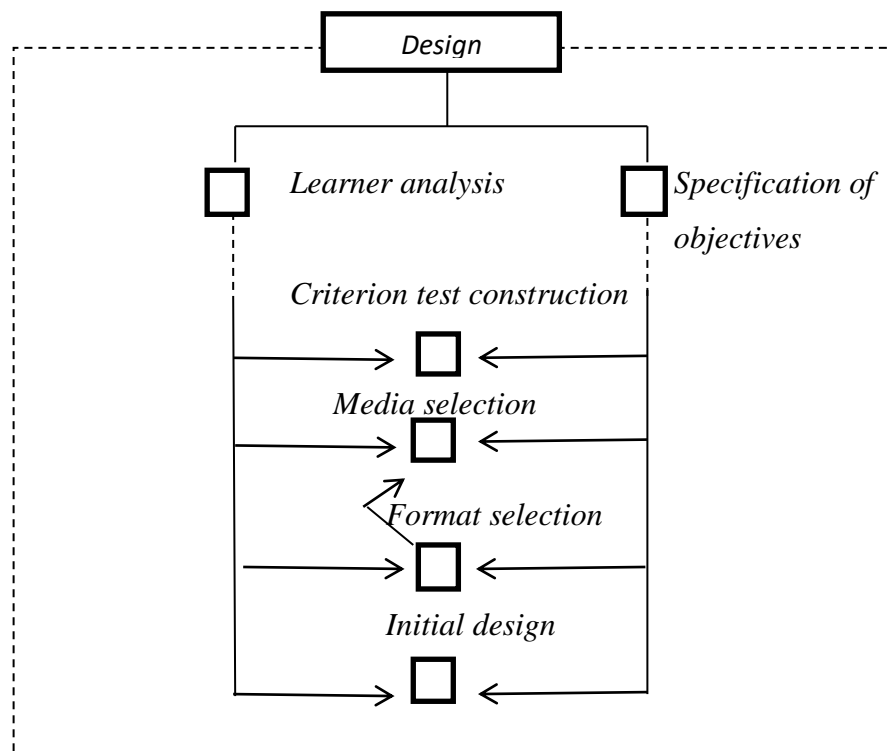 Design
Learner analysis
Specification of
objectives
Criterion test construction
Media selection
Format selection
Initial design